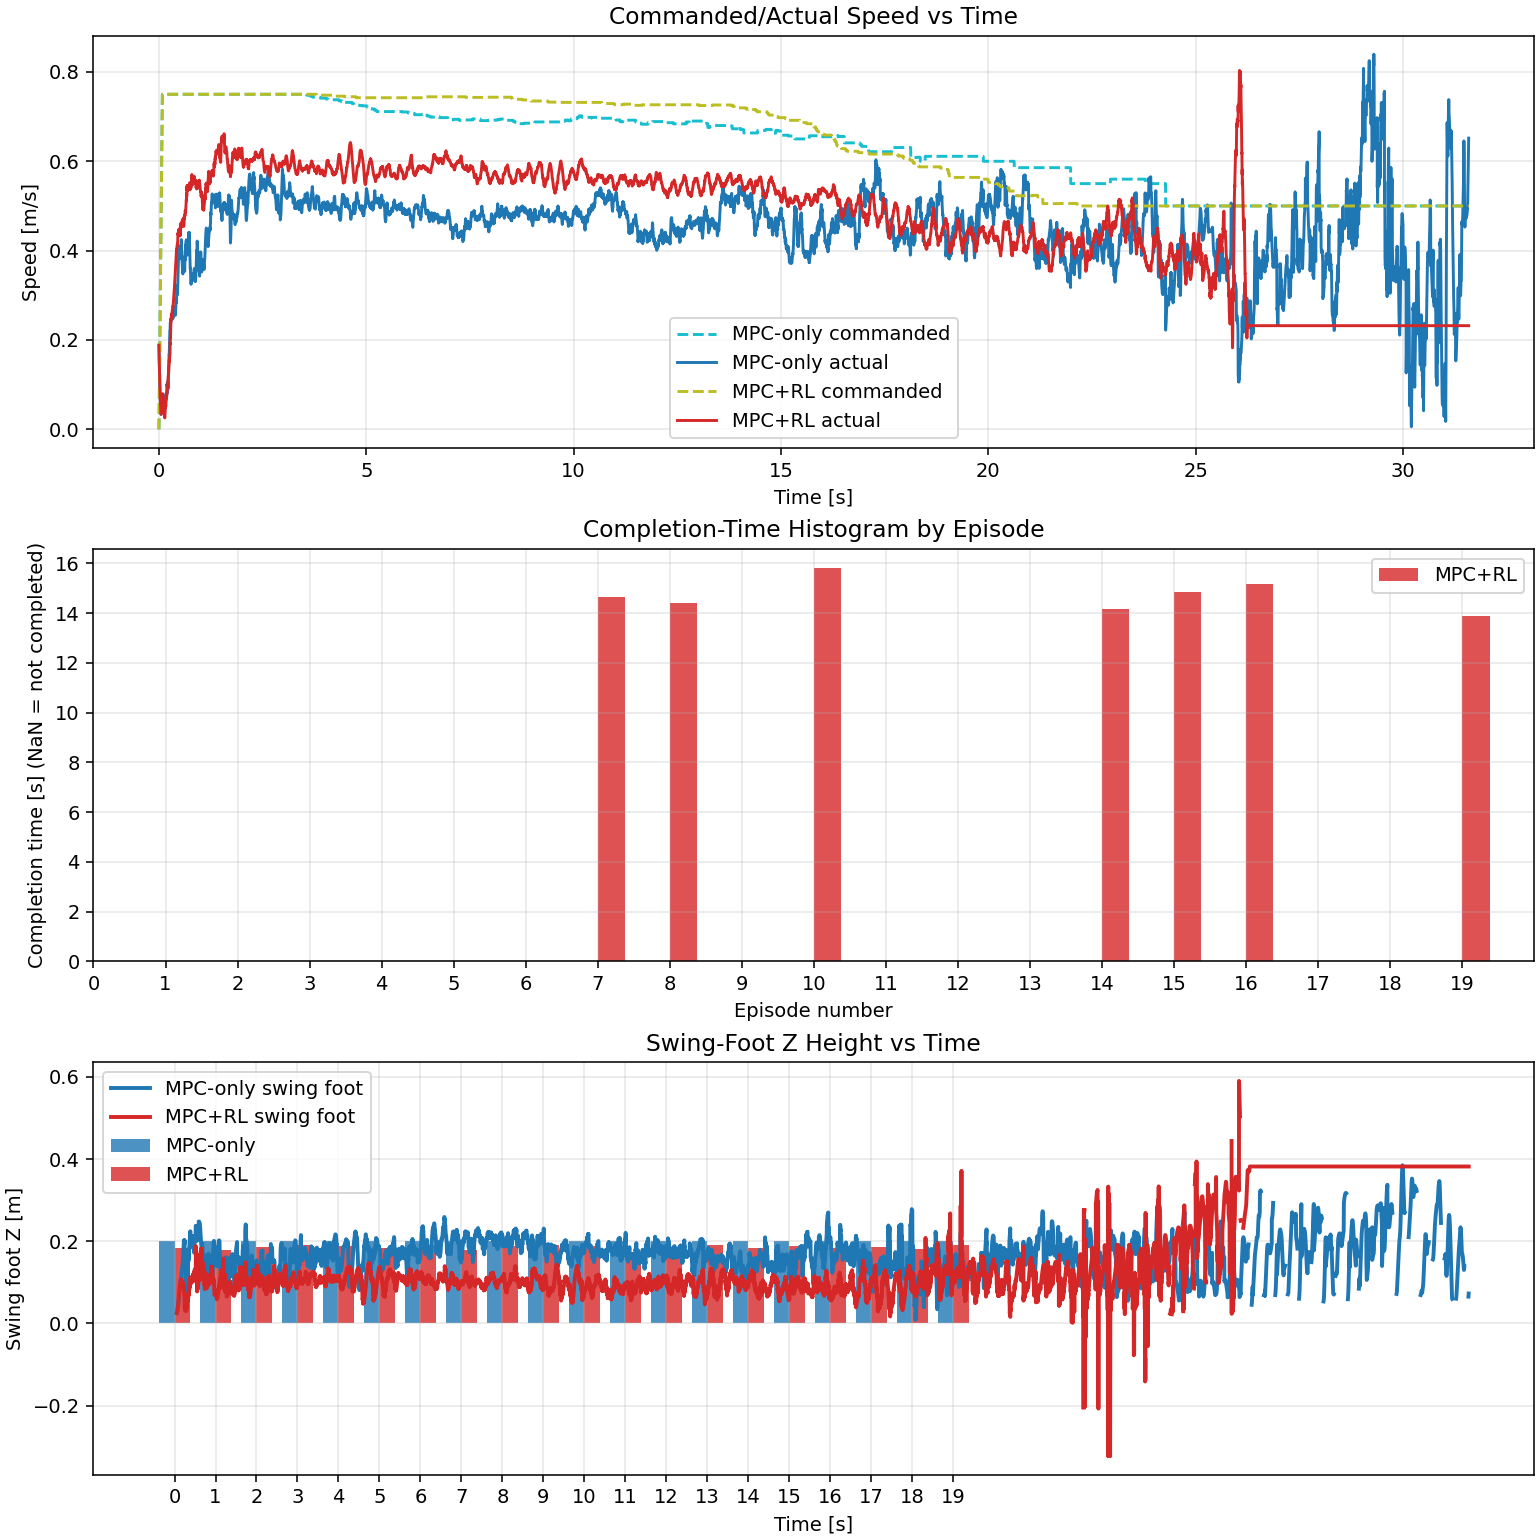 Commanded/Actual Speed vs Time
Speed [m/s]
0.8
0.6
0.4
0.2
0.0
MPC-only commanded
MPC-only actual
MPC+RL commanded
MPC+RL actual
0 5 10 15 20 25 30
Time [s]
Completion-Time Histogram by Episode
Completion time [s] (NaN = not completed)
16
14
12
10
8
6
4
2
0
MPC+RL
0 1 2 3 4 5 6 7 8 9 10 11 12 13 14 15 16 17 18 19
Episode number
Swing-Foot Z Height vs Time
Swing foot Z [m]
0.6
0.4
0.2
0.0
−0.2
MPC-only swing foot
MPC+RL swing foot
MPC-only
MPC+RL
0 1 2 3 4 5 6 7 8 9 10 11 12 13 14 15 16 17 18 19
Time [s]